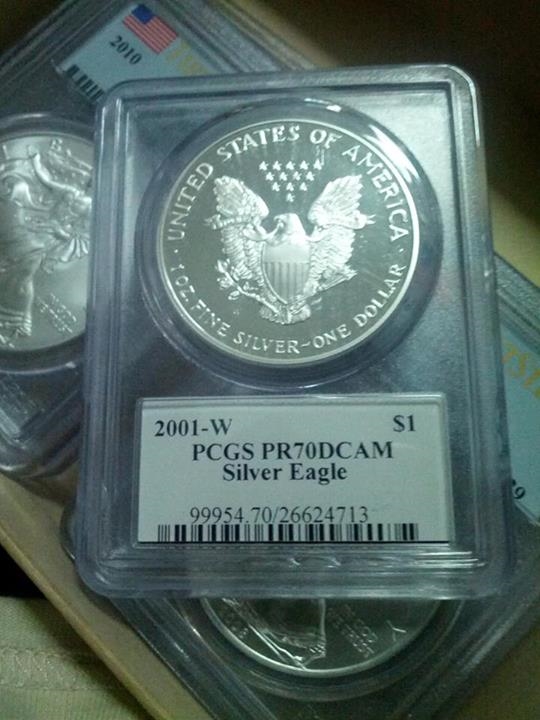 2010
UNITED STATES OF AMERICA
1 OZ. FINE SILVER~ONE DOLLAR
2001-W $1
PCGS PR70DCAM
Silver Eagle
99954.70/26624713